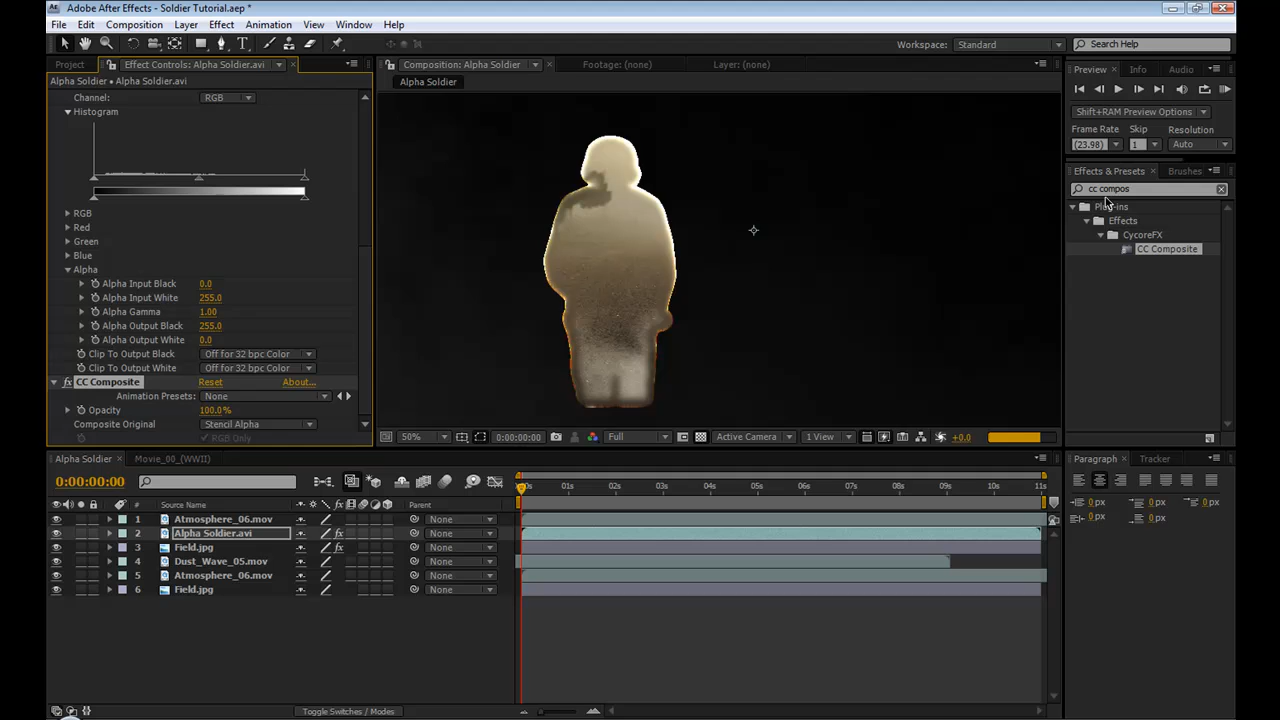 Adobe After Effects - Soldier Tutorial.aep *
File Edit Composition Layer Effect Animation View Window Help
Workspace: Standard Search Help
Project Effect Controls: Alpha Soldier.avi Composition: Alpha Soldier Footage: (none) Layer: (none) Preview Info Audio
Alpha Soldier • Alpha Soldier.avi Alpha Soldier
Channel: RGB
Histogram
Shift+RAM Preview Options
Frame Rate Skip Resolution
(23.98) 1 Auto
Effects & Presets Brushes
cc compos
Effects
CycoreFX
CC Composite
RGB
Red
Green
Blue
Alpha
Alpha Input Black 0.0
Alpha Input White 255.0
Alpha Gamma 1.00
Alpha Output Black 255.0
Alpha Output White 0.0
Clip To Output Black Off for 32 bpc Color
Clip To Output White Off for 32 bpc Color
fx CC Composite Reset About...
Animation Presets: None
Opacity 100.0%
Composite Original Stencil Alpha
RGB Only
50% 0:00:00:00 Full Active Camera 1 View +0.0
Alpha Soldier Movie_00_(WWII) Paragraph Tracker
0:00:00:00
00s 01s 02s 03s 04s 05s 06s 07s 08s 09s 10s 11s
# Source Name fx Parent
1 Atmosphere_06.mov None
2 Alpha Soldier.avi fx None
3 Field.jpg fx None
4 Dust_Wave_05.mov None
5 Atmosphere_06.mov None
6 Field.jpg None
0 px 0 px 0 px
0 px 0 px
Toggle Switches / Modes